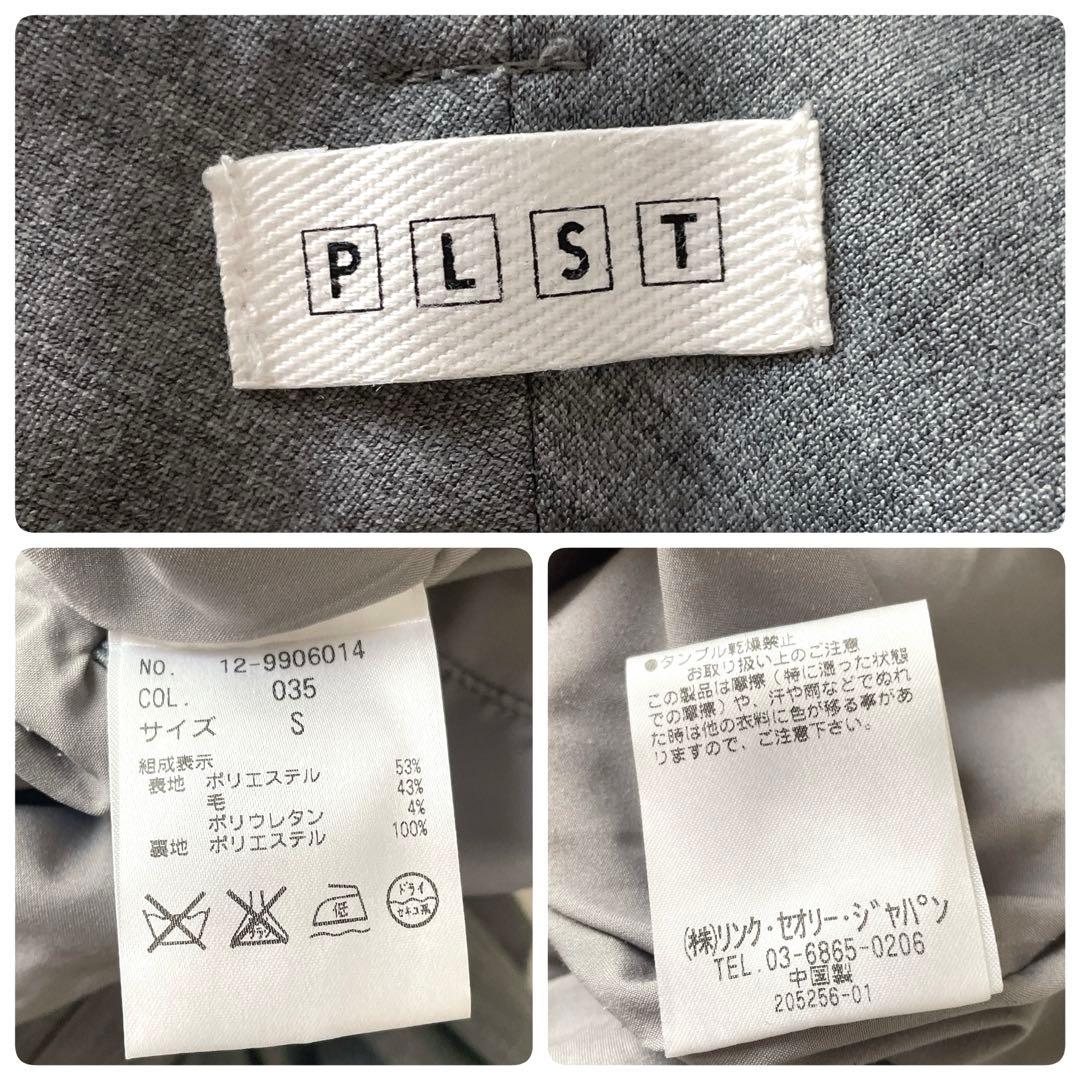 P L S T
NO. 12-9906014
COL. 035
サイズ S
組成表示
表地 ポリエステル 53%
毛 43%
ポリウレタン 4%
裏地 ポリエステル 100%
低
ドライ
セキユ系
●タンブル乾燥禁止
お取り扱い上のご注意
この製品は摩擦(特に湿った状態
での摩擦)や、汗や雨などでぬれ
た時は他の衣料に色が移る事があ
りますので、ご注意下さい。
(株)リンク・セオリー・ジャパン
TEL.03-6865-0206
中国製
205256-01